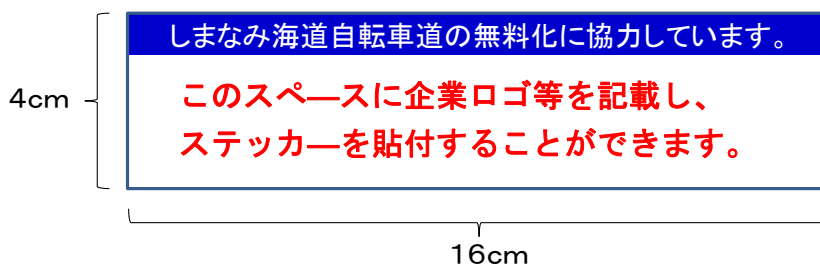 しまなみ海道自転車道の無料化に協力しています。
4cm
このスペ―スに企業ロゴ等を記載し、
ステッカ―を貼付することができます。
16cm